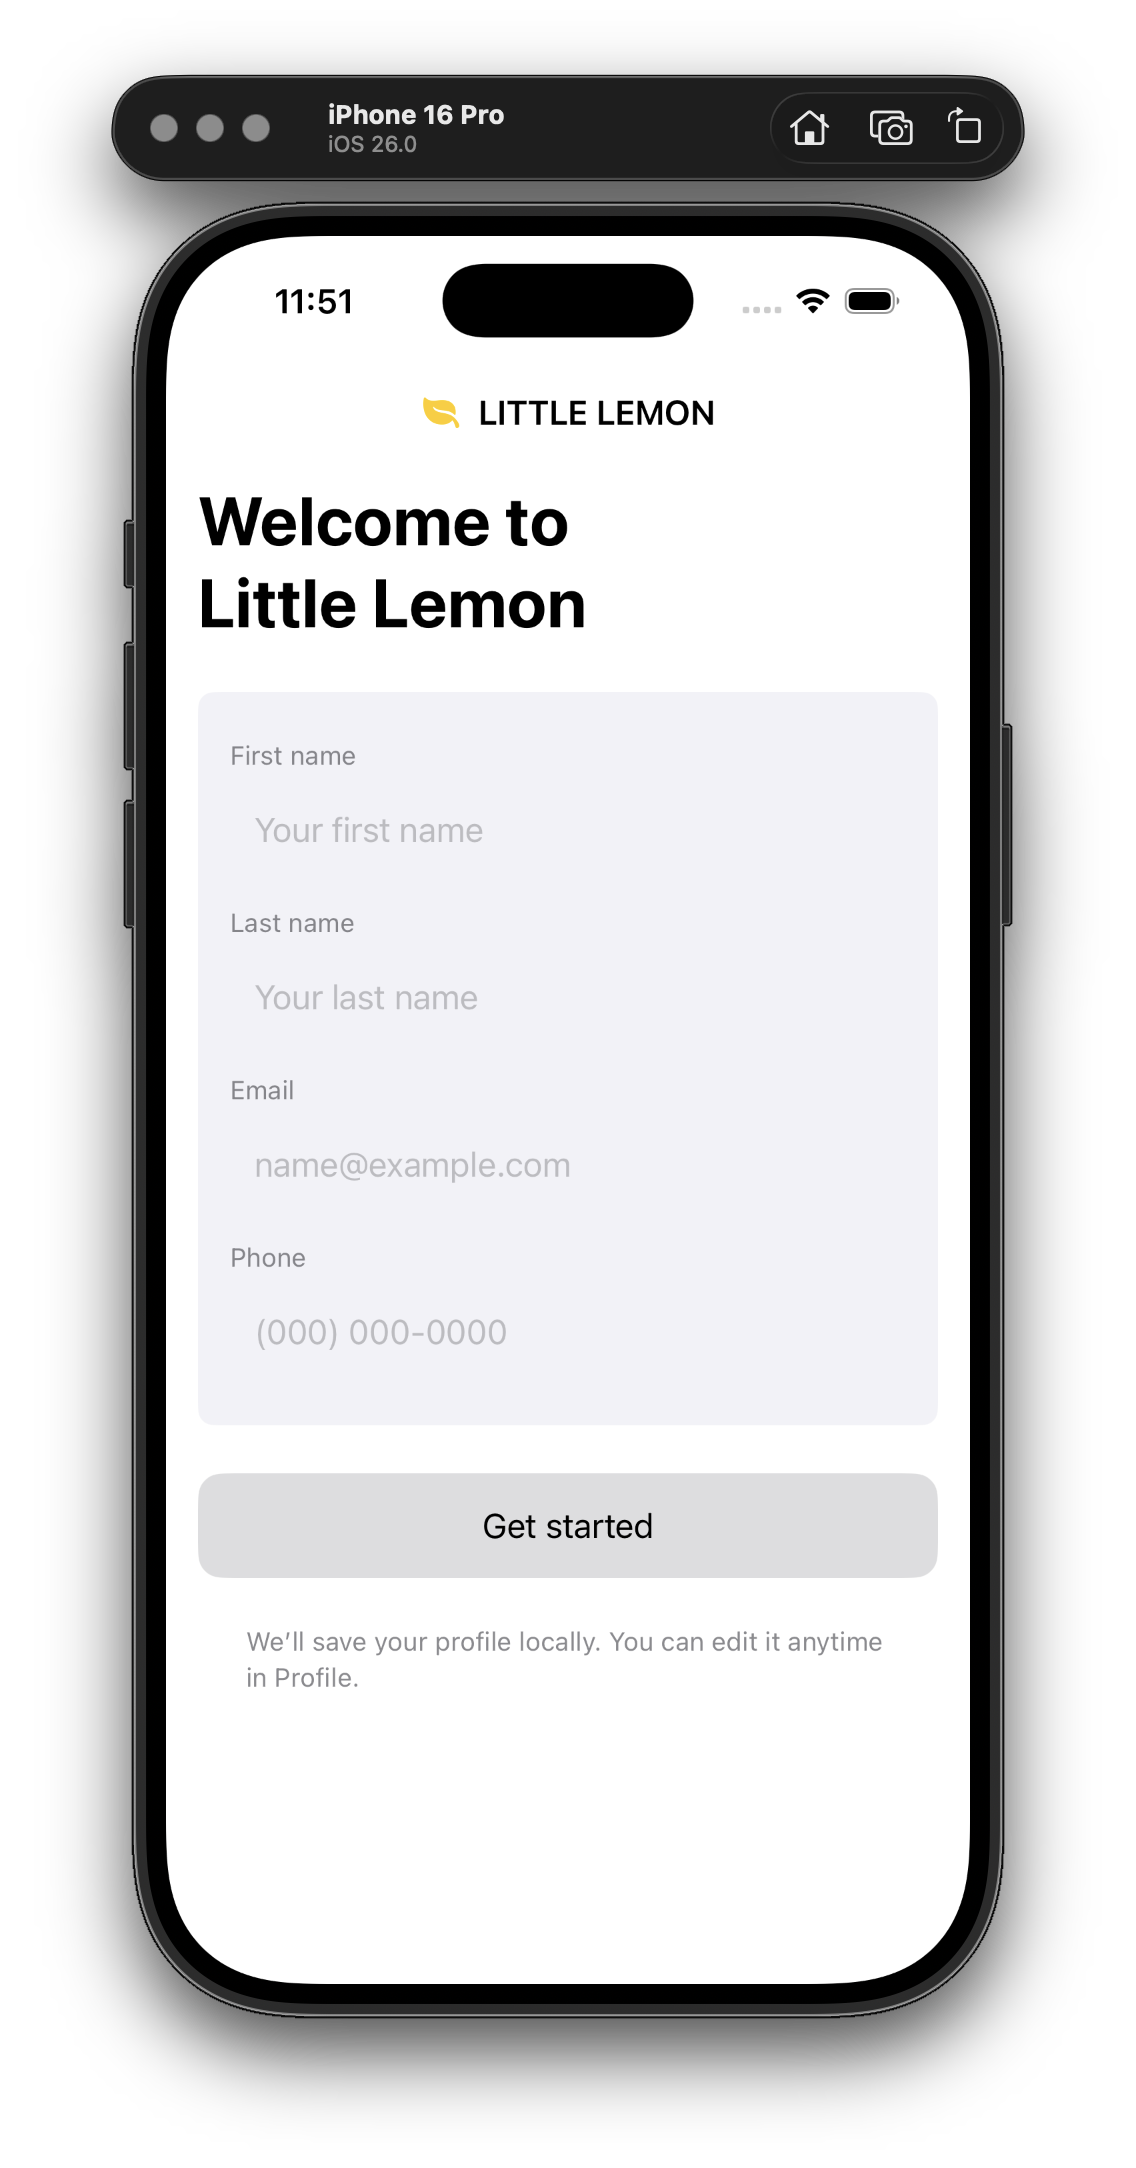 iPhone 16 Pro
iOS 26.0
11:51
LITTLE LEMON
Welcome to
Little Lemon
First name
Your first name
Last name
Your last name
Email
name@example.com
Phone
(000) 000-0000
Get started
We’ll save your profile locally. You can edit it anytime
in Profile.